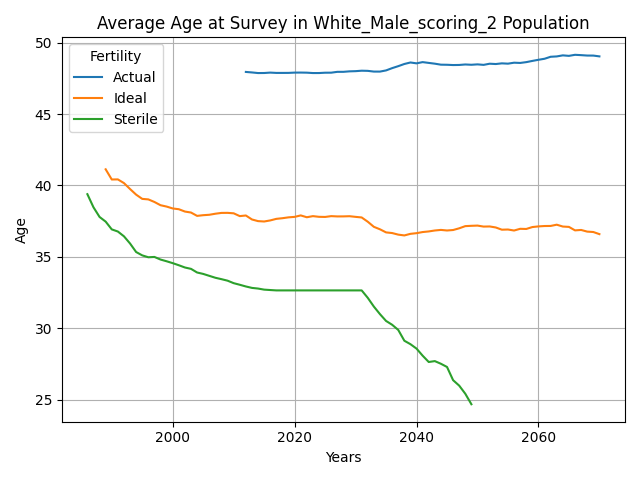 Average Age at Survey in White_Male_scoring_2 Population
Fertility
Actual
Ideal
Sterile
50
45
40
35
30
25
Age
2000
2020
2040
2060
Years